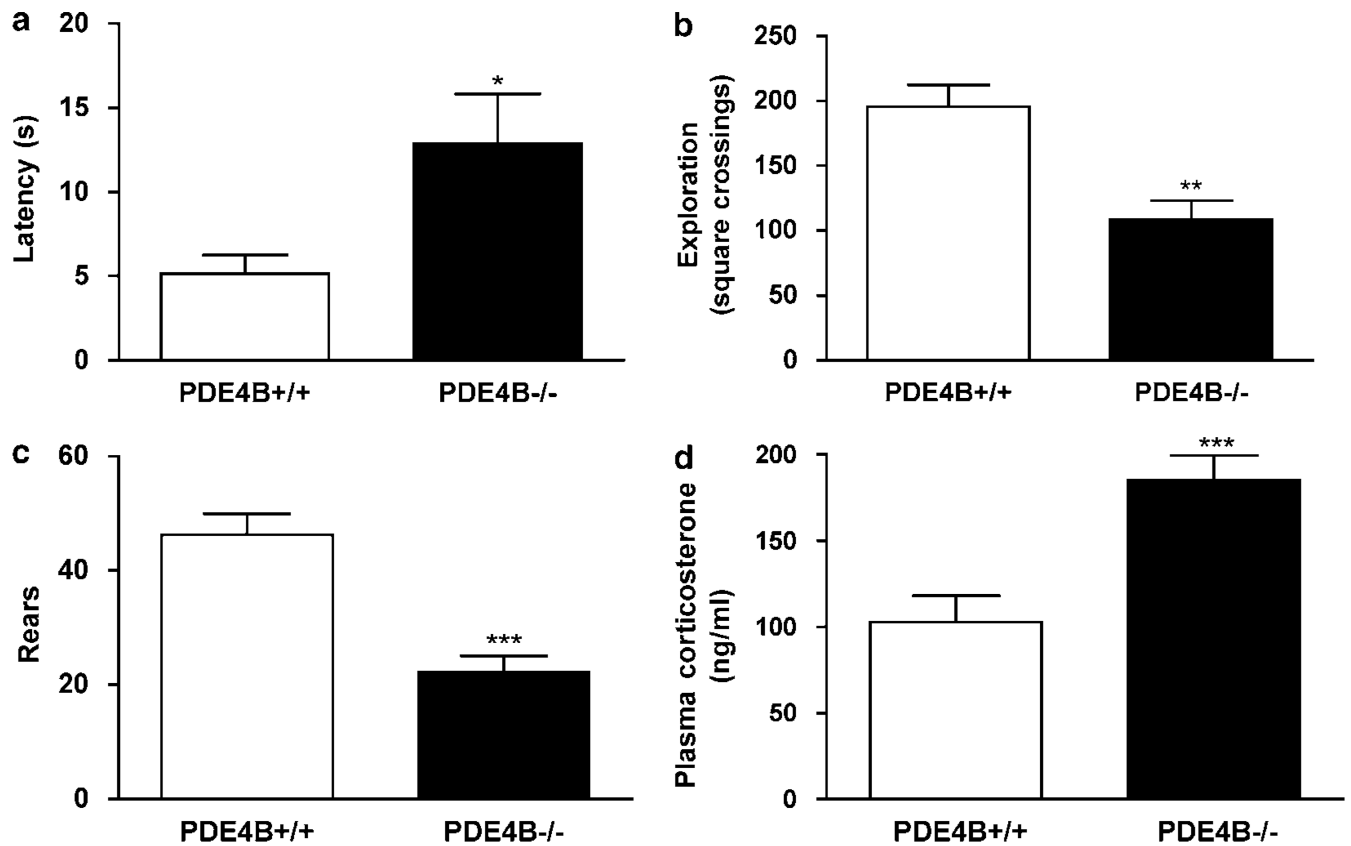 a
Latency (s)
20
15
10
5
0
*
PDE4B+/+
PDE4B-/-
b
Exploration
(square crossings)
250
200
150
100
50
0
**
PDE4B+/+
PDE4B-/-
c
Rears
60
40
20
0
***
PDE4B+/+
PDE4B-/-
d
Plasma corticosterone
(ng/ml)
200
150
100
50
0
***
PDE4B+/+
PDE4B-/-